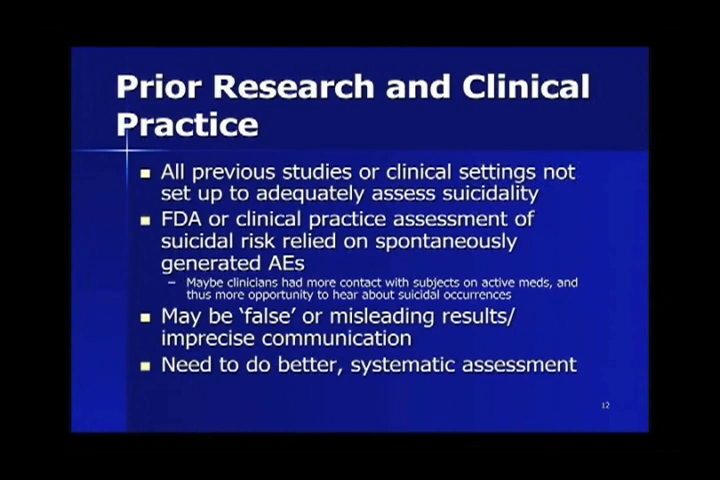 Prior Research and Clinical
Practice
All previous studies or clinical settings not
set up to adequately assess suicidality
FDA or clinical practice assessment of
suicidal risk relied on spontaneously
generated AEs
– Maybe clinicians had more contact with subjects on active meds, and
thus more opportunity to hear about suicidal occurrences
May be ‘false’ or misleading results/
imprecise communication
Need to do better, systematic assessment
12